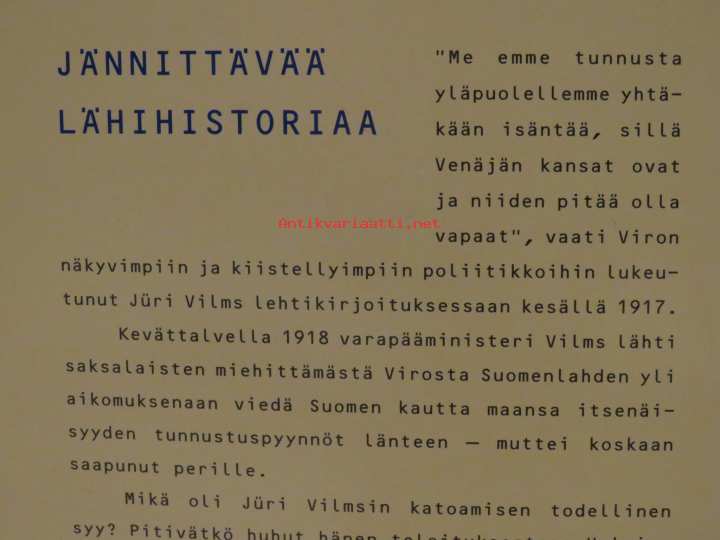 JÄNNITTÄVÄÄ
LÄHIHISTORIAA
"Me emme tunnusta
yläpuolellemme yhtä-
kään isäntää, sillä
Venäjän kansat ovat
ja niiden pitää olla
vapaat", vaati Viron
näkyvimpiin ja kiistellyimpiin poliitikkoihin lukeu-
tunut Jüri Vilms lehtikirjoituksessaan kesällä 1917.
Kevättalvella 1918 varapääministeri Vilms lähti
saksalaisten miehittämästä Virosta Suomenlahden yli
aikomuksenaan viedä Suomen kautta maansa itsenäi-
syyden tunnustuspyynnöt länteen — muttei koskaan
saapunut perille.
Mikä oli Jüri Vilmsin katoamisen todellinen
syy? Pitivätkö huhut hänen
Antikvariaatti.net